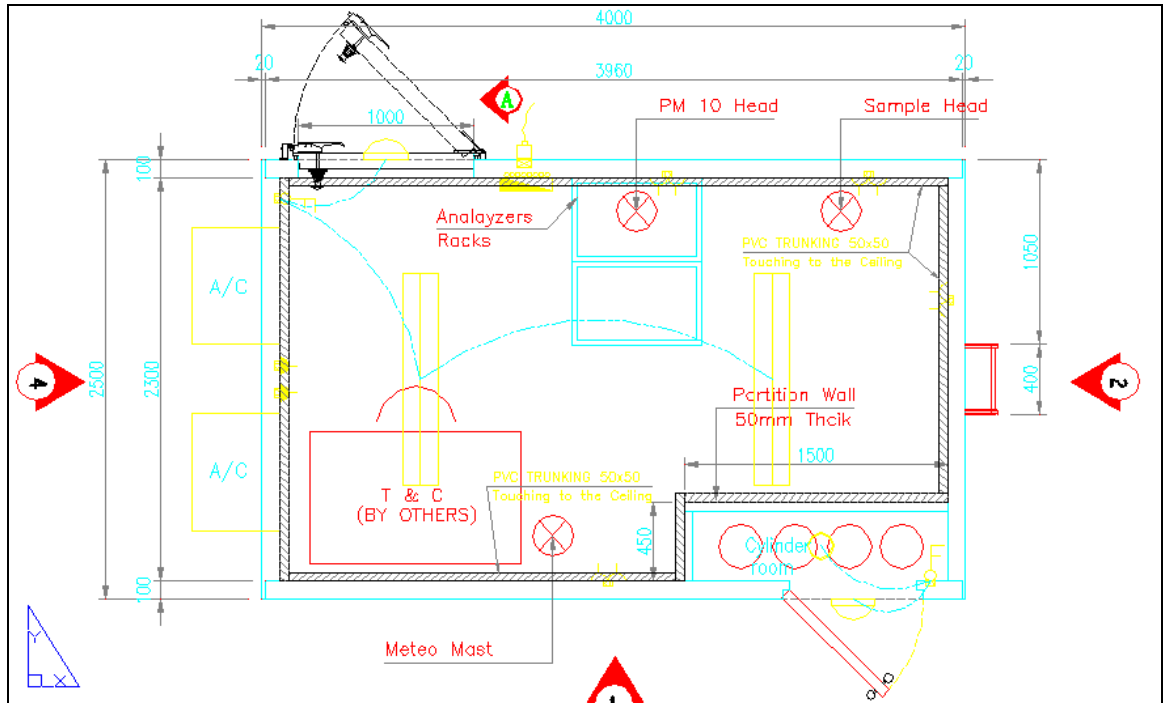 4000
20
3960
20
A
PM 10 Head
Sample Head
1000
100
Analayzers
Racks
PVC TRUNKING 50x50
Touching to the Ceiling
1050
A/C
4
2500
2300
400
2
Partition Wall
50mm Thcik
1500
A/C
PVC TRUNKING 50x50
Touching to the Ceiling
T & C
(BY OTHERS)
450
Cylinder
room
100
Y
X
Meteo Mast
1